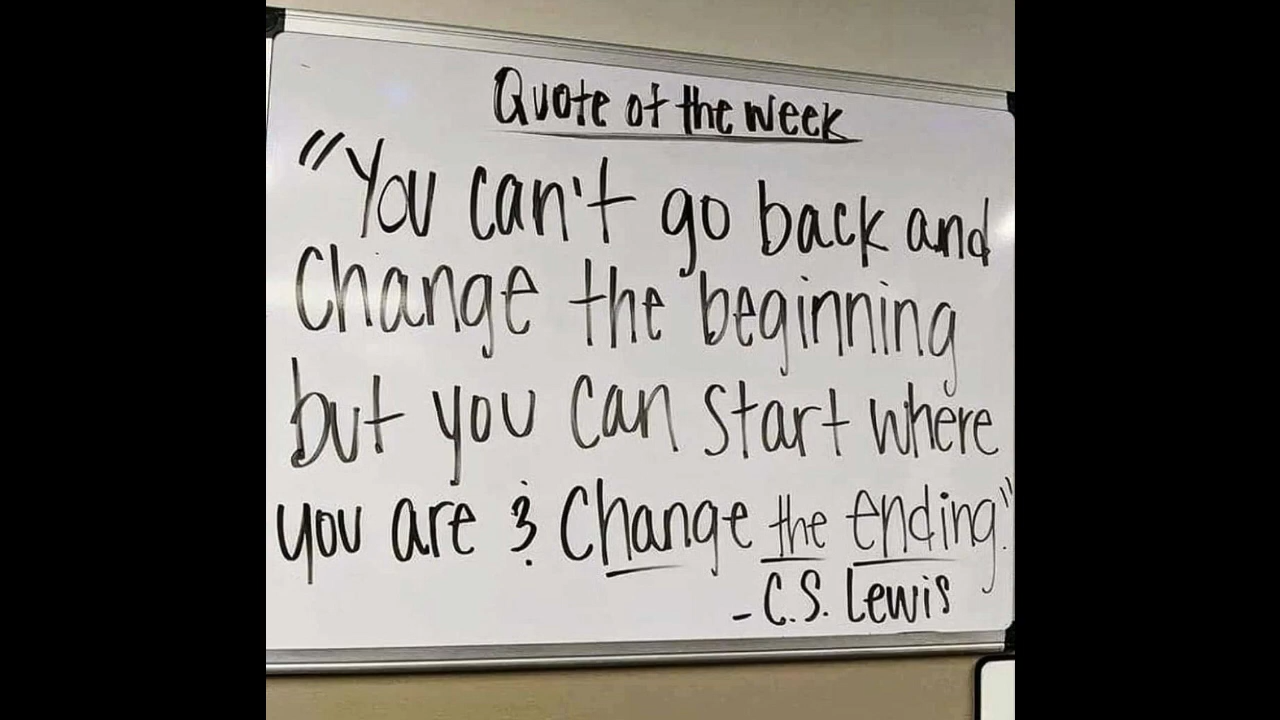 Quote of the week
"You can't go back and
change the beginning
but you can start where
you are & change the ending."
- C.S. Lewis